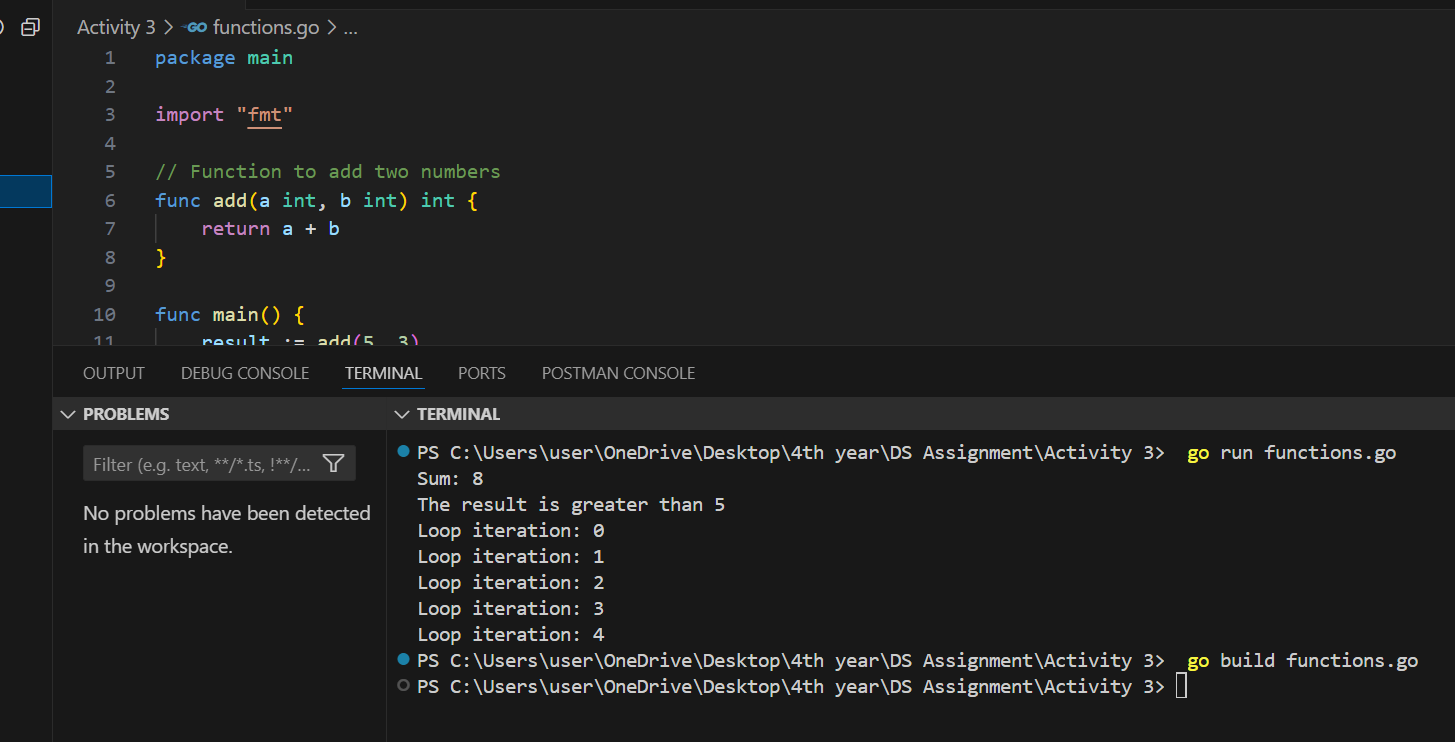 Activity 3 > GO functions.go > ...
1 package main
2
3 import "fmt"
4
5 // Function to add two numbers
6 func add(a int, b int) int {
7 return a + b
8 }
9
10 func main() {
11 result := add(5, 3)
OUTPUT DEBUG CONSOLE TERMINAL PORTS POSTMAN CONSOLE
PROBLEMS
Filter (e.g. text, **/*.ts, !**/...
No problems have been detected
in the workspace.
TERMINAL
PS C:\Users\user\OneDrive\Desktop\4th year\DS Assignment\Activity 3> go run functions.go
Sum: 8
The result is greater than 5
Loop iteration: 0
Loop iteration: 1
Loop iteration: 2
Loop iteration: 3
Loop iteration: 4
PS C:\Users\user\OneDrive\Desktop\4th year\DS Assignment\Activity 3> go build functions.go
PS C:\Users\user\OneDrive\Desktop\4th year\DS Assignment\Activity 3>